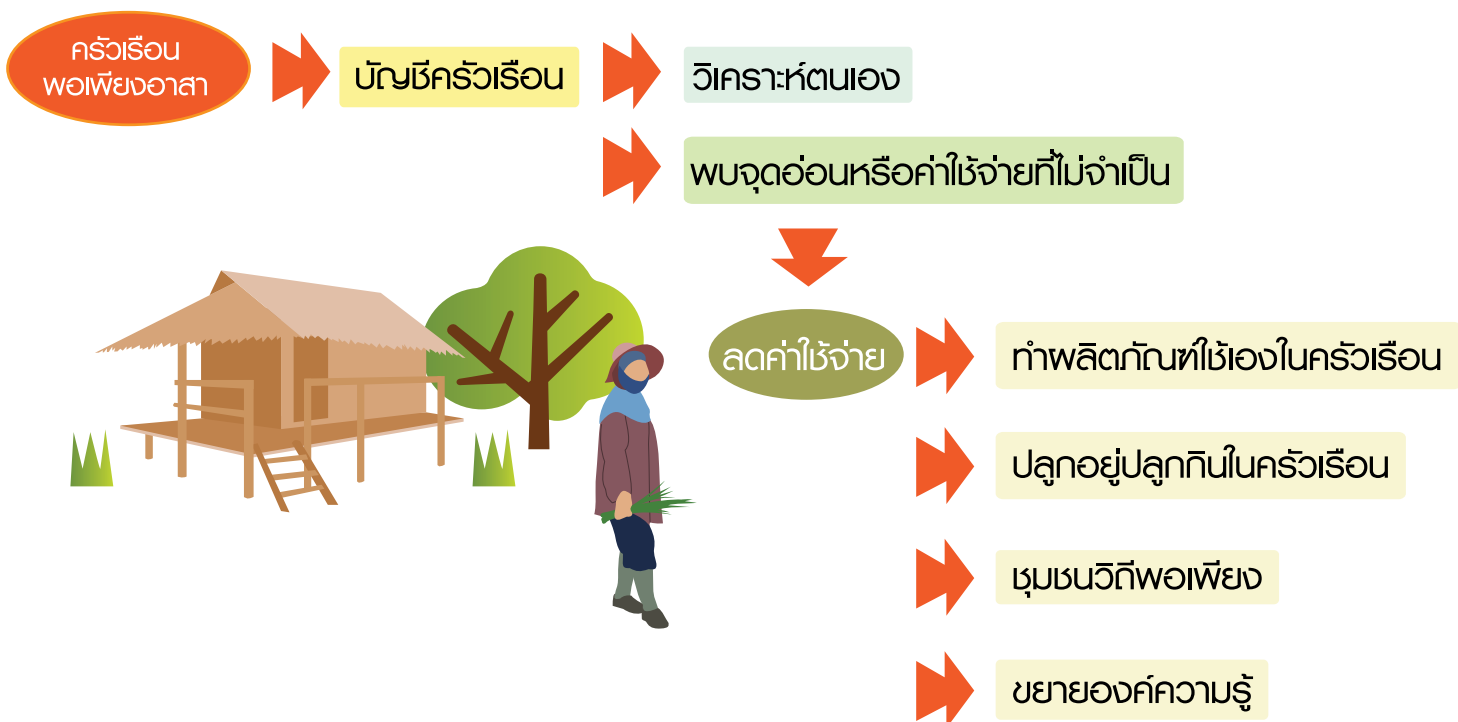 ครัวเรือน
พอเพียงอาสา
บัญชีครัวเรือน
วิเคราะห์ตนเอง
พบจุดอ่อนหรือค่าใช้จ่ายที่ไม่จำเป็น
ลดค่าใช้จ่าย
ทำผลิตภัณฑ์ใช้เองในครัวเรือน
ปลูกอยู่ปลูกกินในครัวเรือน
ชุมชนวิถีพอเพียง
ขยายองค์ความรู้